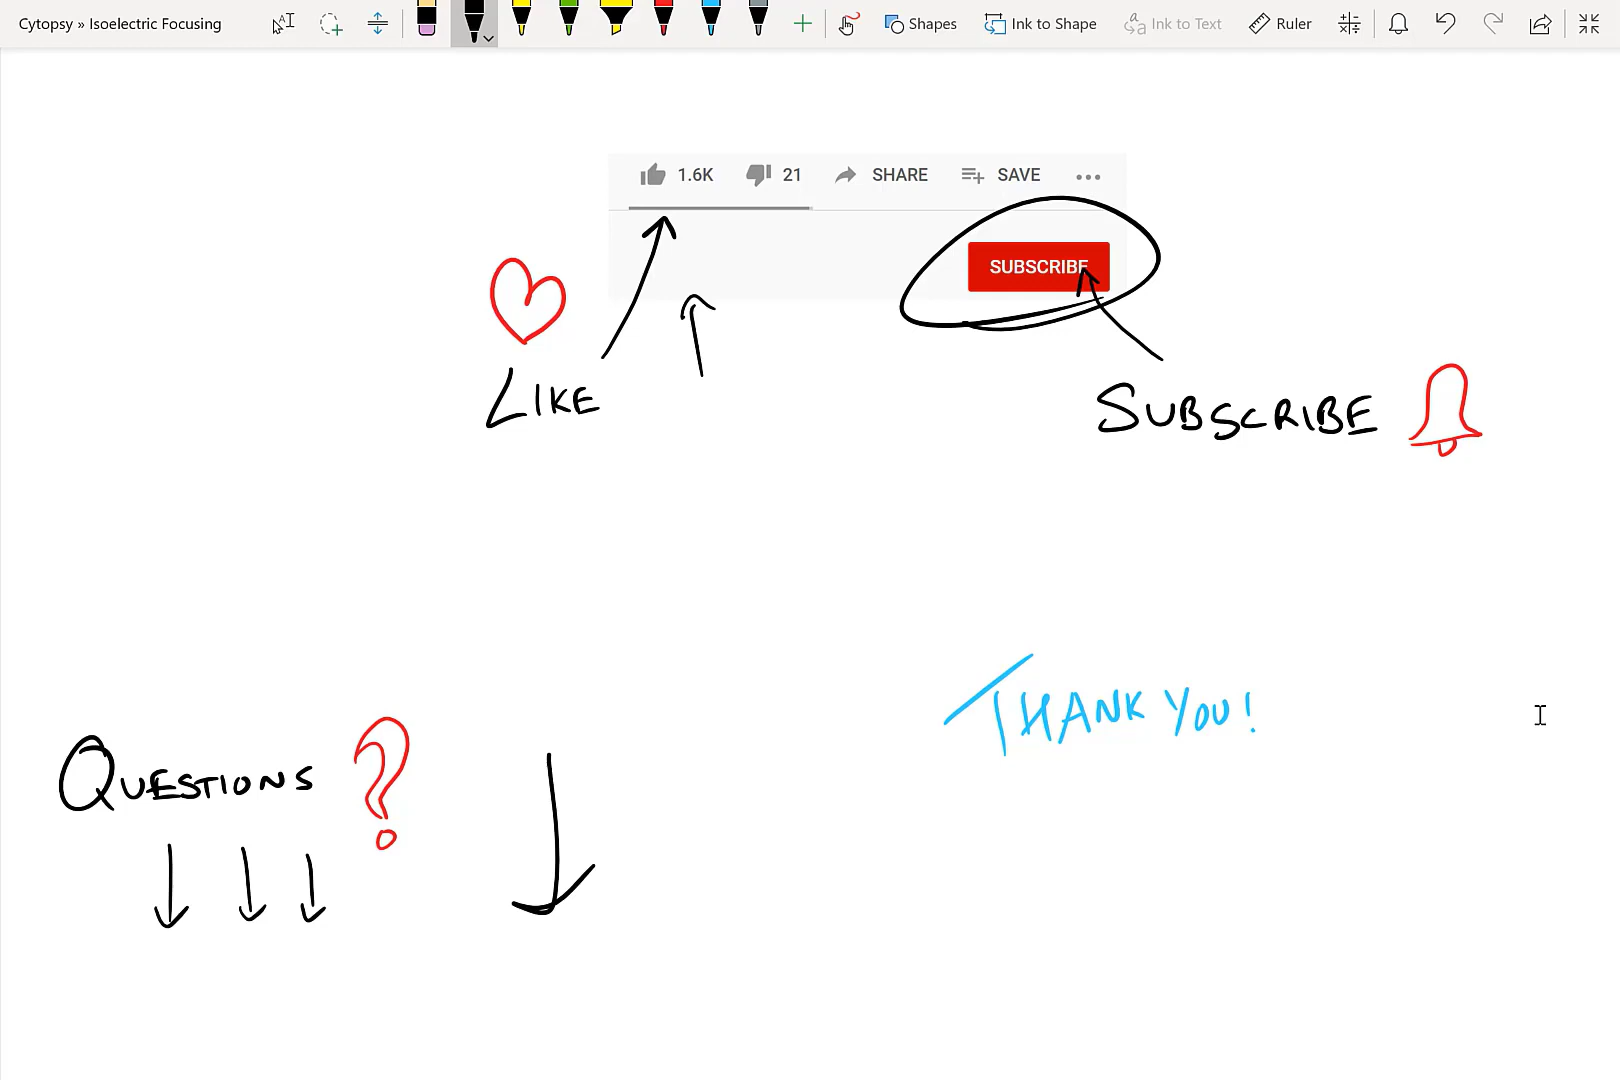 Cytopsy » Isoelectric Focusing
Shapes
Ink to Shape
Ink to Text
Ruler
1.6K 21 SHARE SAVE
SUBSCRIBE
LIKE
SUBSCRIBE
THANK YOU!
QUESTIONS ?